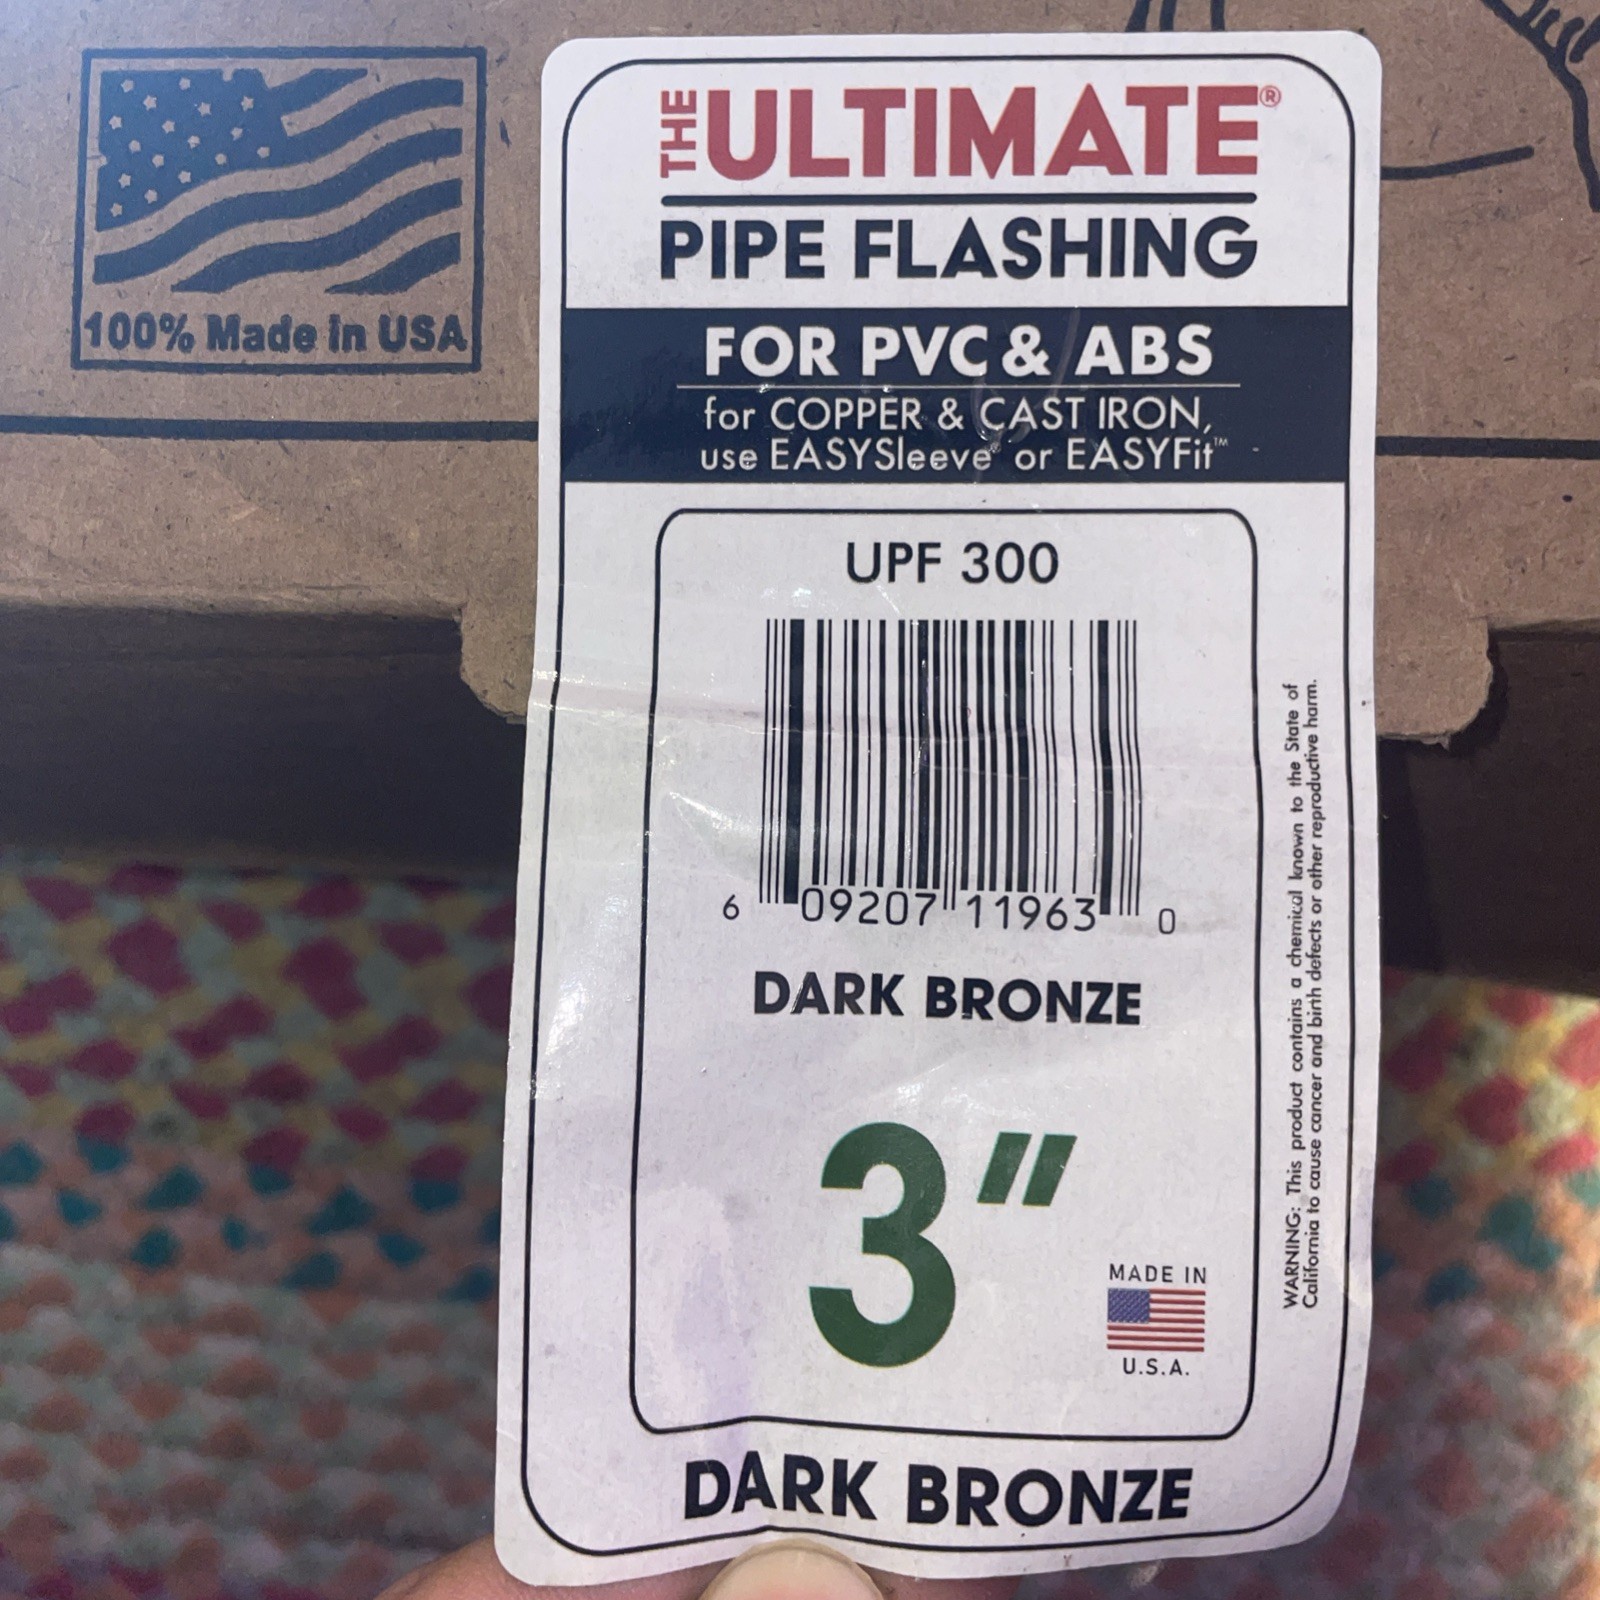 100% Made in USA
THE ULTIMATE®
PIPE FLASHING
FOR PVC & ABS
for COPPER & CAST IRON,
use EASYSleeve® or EASYFit™
UPF 300
6 09207 11963 0
DARK BRONZE
3"
MADE IN
U.S.A.
DARK BRONZE
WARNING: This product contains a chemical known to the State of
California to cause cancer and birth defects or other reproductive harm.